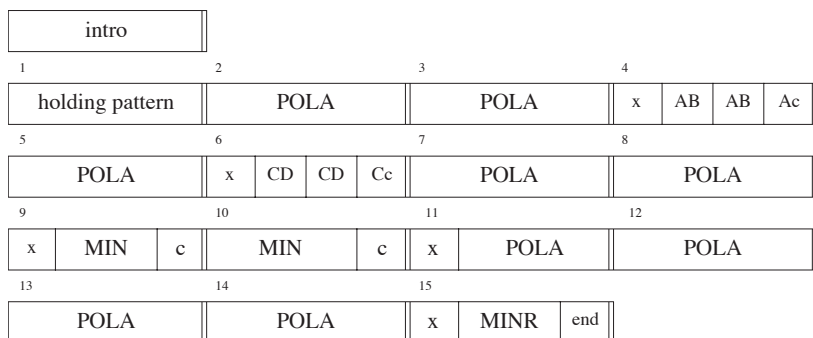 intro
1 2 3 4
holding pattern POLA POLA x AB AB Ac
5 6 7 8
POLA x CD CD Cc POLA POLA
9 10 11 12
x MIN c MIN c x POLA POLA
13 14 15
POLA POLA x MINR end